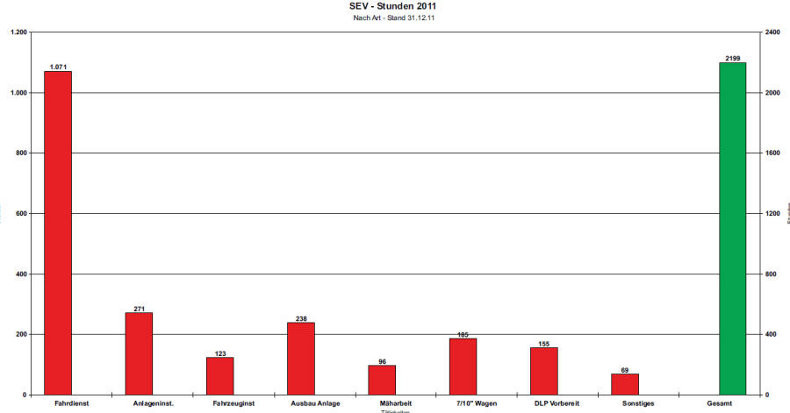 SEV - Stunden 2011
Nach Art - Stand 31.12.11
1.200
1.000
800
600
400
200
0
2400
2000
1600
1200
800
400
0
1.071
271
123
238
96
185
155
69
2199
Fahrdienst
Anlageninst.
Fahrzeuginst
Ausbau Anlage
Mäharbeit
7/10" Wagen
DLP Vorbereit
Sonstiges
Gesamt